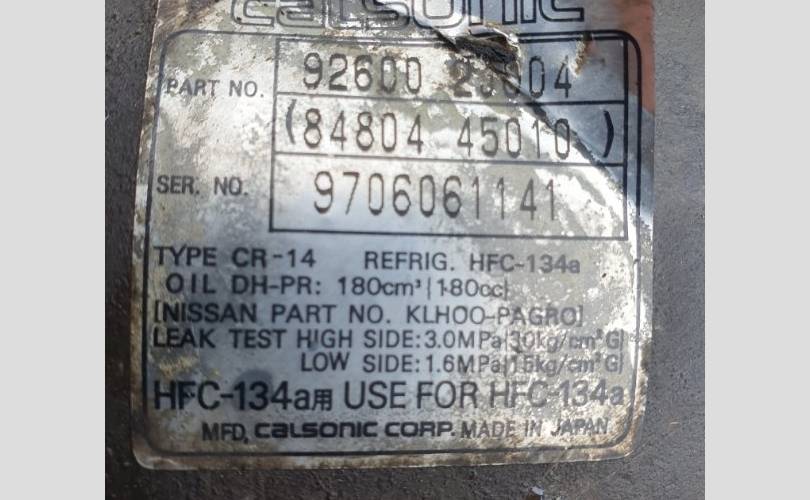 calsonic
PART NO. 92600
(84804 45010)
SER. NO. 9706061141
TYPE CR-14 REFRIG. HFC-134a
OIL DH-PR: 180cm³(180cc)
[NISSAN PART NO. KLHOO-PAGRO]
LEAK TEST HIGH SIDE:3.0MPa(30kg/cm²G)
LOW SIDE:1.6MPa(16kg/cm²G)
HFC-134a用 USE FOR HFC-134a
MFD. calsonic CORP. MADE IN JAPAN